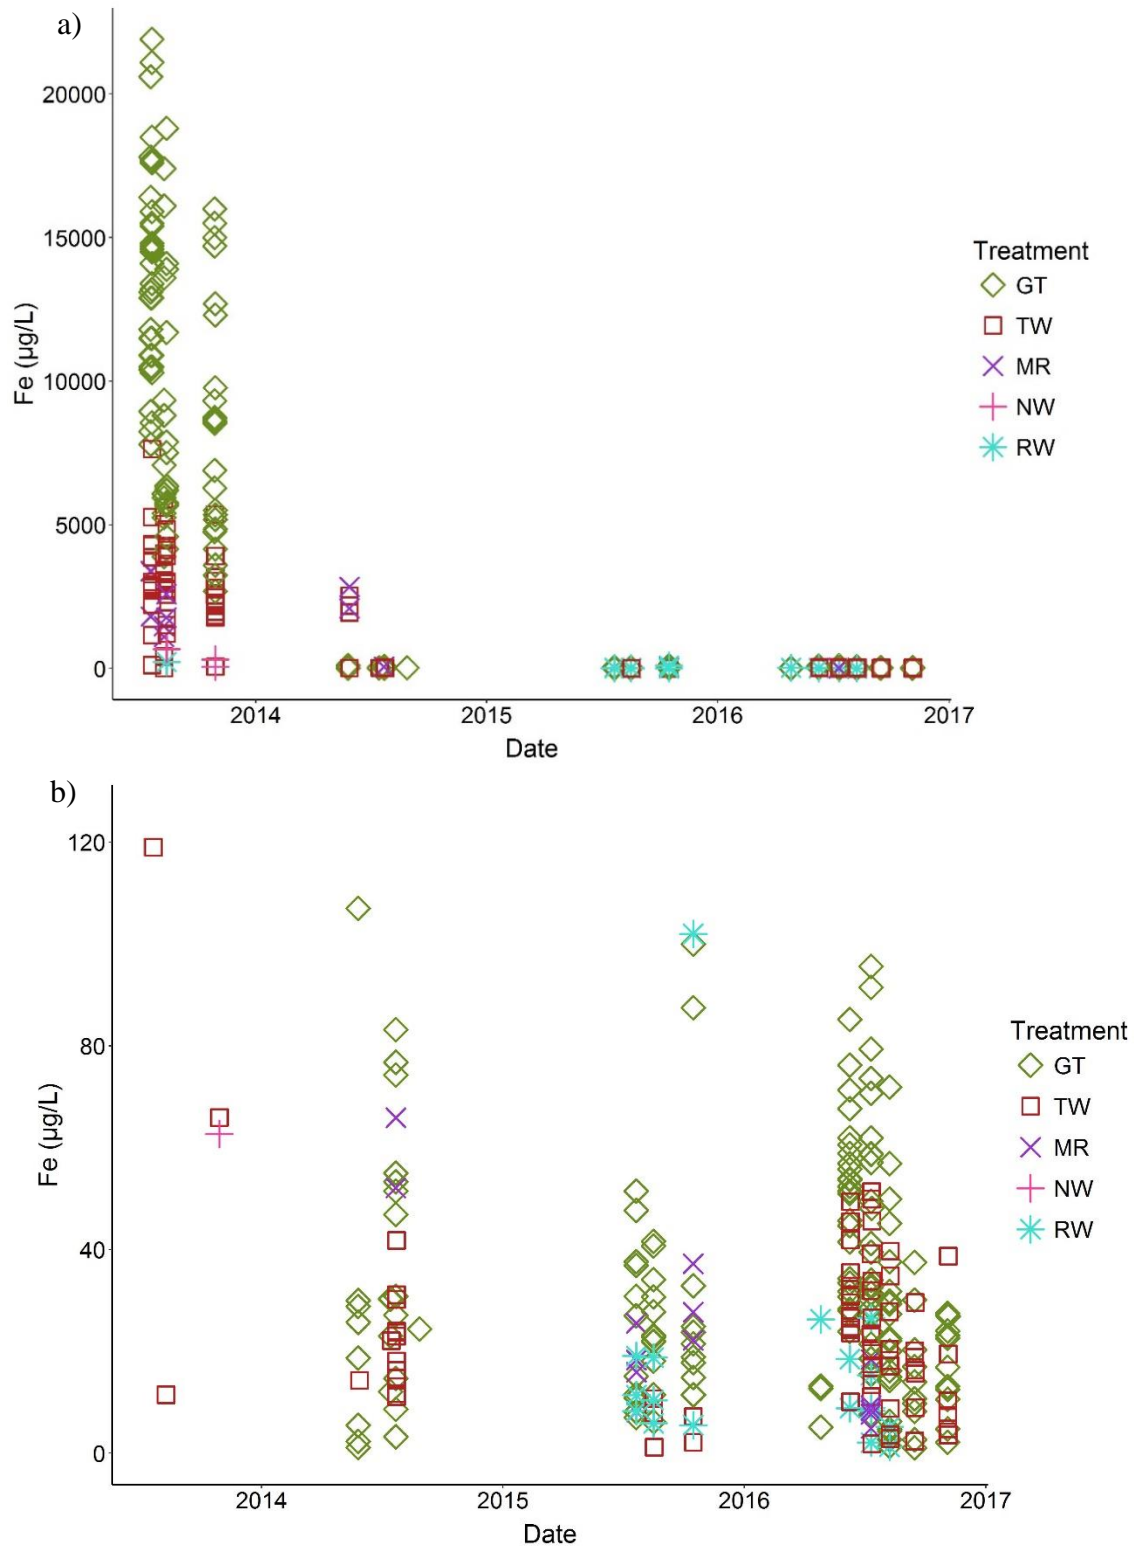 a)
20000
15000
10000
5000
0
Fe (µg/L)
2014 2015 2016 2017
Date
Treatment
GT
TW
MR
NW
RW
b)
120
80
40
0
Fe (µg/L)
2014 2015 2016 2017
Date
Treatment
GT
TW
MR
NW
RW